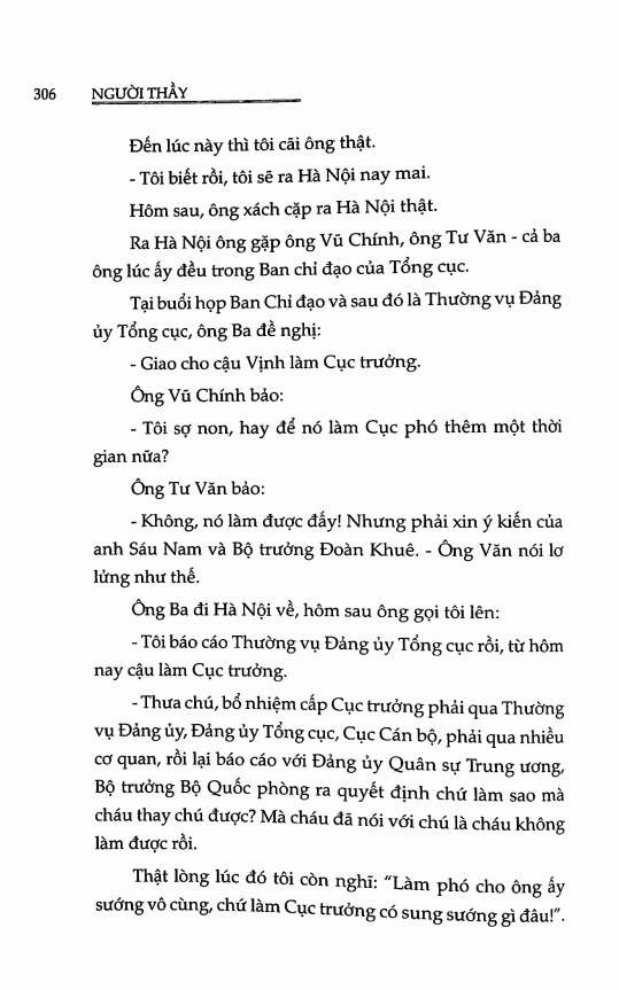 306 NGƯỜI THẦY
Đến lúc này thì tôi cãi ông thật.
- Tôi biết rồi, tôi sẽ ra Hà Nội nay mai.
Hôm sau, ông xách cặp ra Hà Nội thật.
Ra Hà Nội ông gặp ông Vũ Chính, ông Tư Văn - cả ba
ông lúc ấy đều trong Ban chỉ đạo của Tổng cục.
Tại buổi họp Ban Chỉ đạo và sau đó là Thường vụ Đảng
ủy Tổng cục, ông Ba đề nghị:
- Giao cho cậu Vịnh làm Cục trưởng.
Ông Vũ Chính bảo:
- Tôi sợ non, hay để nó làm Cục phó thêm một thời
gian nữa?
Ông Tư Văn bảo:
- Không, nó làm được đấy! Nhưng phải xin ý kiến của
anh Sáu Nam và Bộ trưởng Đoàn Khuê. - Ông Văn nói lơ
lửng như thế.
Ông Ba đi Hà Nội về, hôm sau ông gọi tôi lên:
- Tôi báo cáo Thường vụ Đảng ủy Tổng cục rồi, từ hôm
nay cậu làm Cục trưởng.
- Thưa chú, bổ nhiệm cấp Cục trưởng phải qua Thường
vụ Đảng ủy, Đảng ủy Tổng cục, Cục Cán bộ, phải qua nhiều
cơ quan, rồi lại báo cáo với Đảng ủy Quân sự Trung ương,
Bộ trưởng Bộ Quốc phòng ra quyết định chứ làm sao mà
cháu thay chú được? Mà cháu đã nói với chú là cháu không
làm được rồi.
Thật lòng lúc đó tôi còn nghĩ: "Làm phó cho ông ấy
sướng vô cùng, chứ làm Cục trưởng có sung sướng gì đâu!".